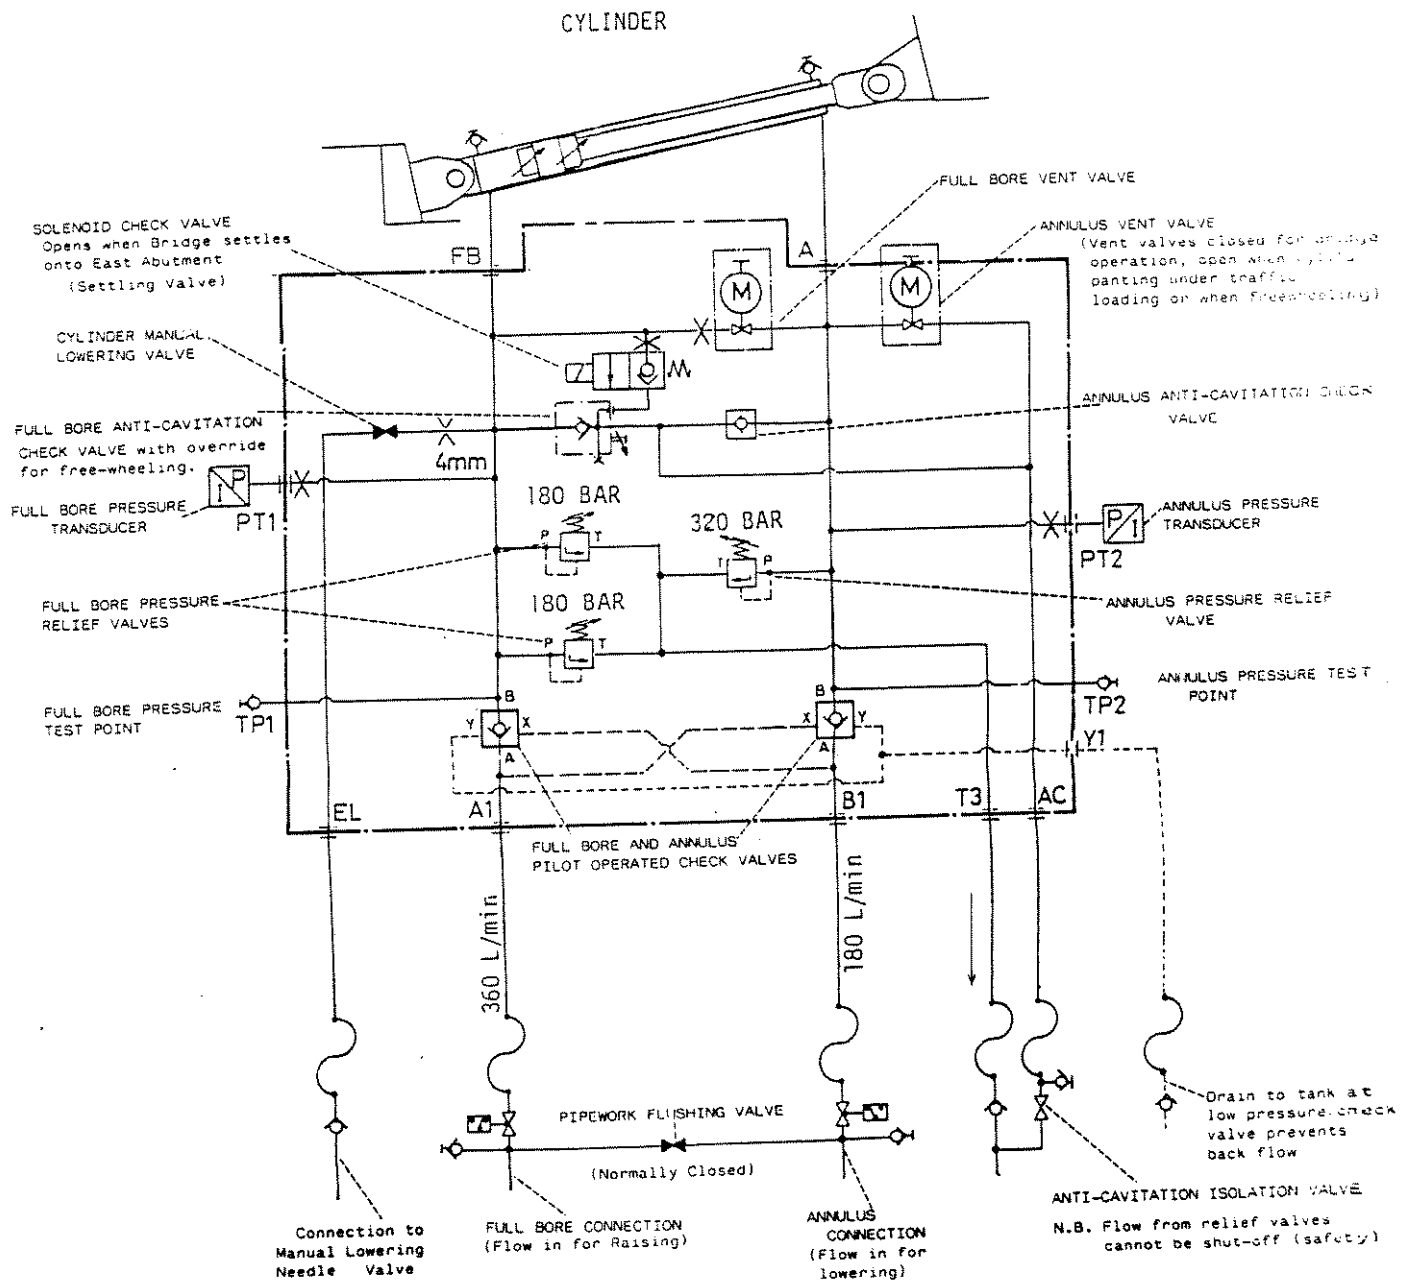 CYLINDER
FULL BORE VENT VALVE
SOLENOID CHECK VALVE
Opens when Bridge settles
onto East Abutment
(Settling Valve)
ANNULUS VENT VALVE
(Vent valves closed for bridge
operation, open when
panting under traffic
loading or when freewheeling)
FB
A
M
M
CYLINDER MANUAL
LOWERING VALVE
FULL BORE ANTI-CAVITATION
CHECK VALVE with override
for free-wheeling.
4mm
ANNULUS ANTI-CAVITATION CHECK
VALVE
P
I
PT1
FULL BORE PRESSURE
TRANSDUCER
180 BAR
P
T
320 BAR
T
P
P
I
PT2
ANNULUS PRESSURE
TRANSDUCER
FULL BORE PRESSURE
RELIEF VALVES
180 BAR
P
T
ANNULUS PRESSURE RELIEF
VALVE
TP1
FULL BORE PRESSURE
TEST POINT
B
Y
X
A
B
X
Y
A
TP2
ANNULUS PRESSURE TEST
POINT
Y1
EL
A1
B1
T3
AC
FULL BORE AND ANNULUS
PILOT OPERATED CHECK VALVES
360 L/min
180 L/min
PIPEWORK FLUSHING VALVE
(Normally Closed)
Drain to tank at
low pressure check
valve prevents
back flow
Connection to
Manual Lowering
Needle Valve
FULL BORE CONNECTION
(Flow in for Raising)
ANNULUS
CONNECTION
(Flow in for
lowering)
ANTI-CAVITATION ISOLATION VALVE
N.B. Flow from relief valves
cannot be shut-off (safety)